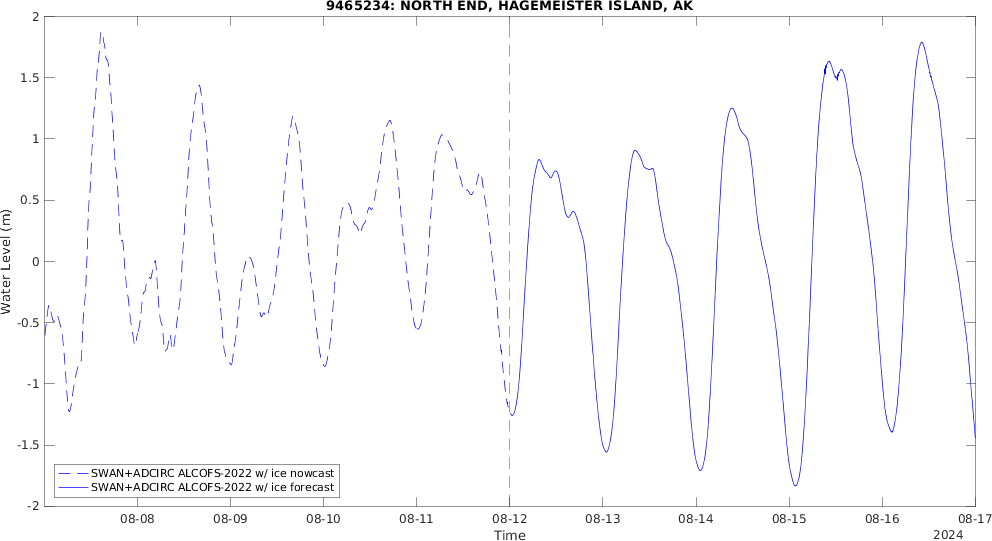 9465234: NORTH END, HAGEMEISTER ISLAND, AK
Water Level (m)
2
1.5
1
0.5
0
-0.5
-1
-1.5
-2
SWAN+ADCIRC ALCOFS-2022 w/ ice nowcast
SWAN+ADCIRC ALCOFS-2022 w/ ice forecast
08-08 08-09 08-10 08-11 08-12 08-13 08-14 08-15 08-16 08-17
Time
2024